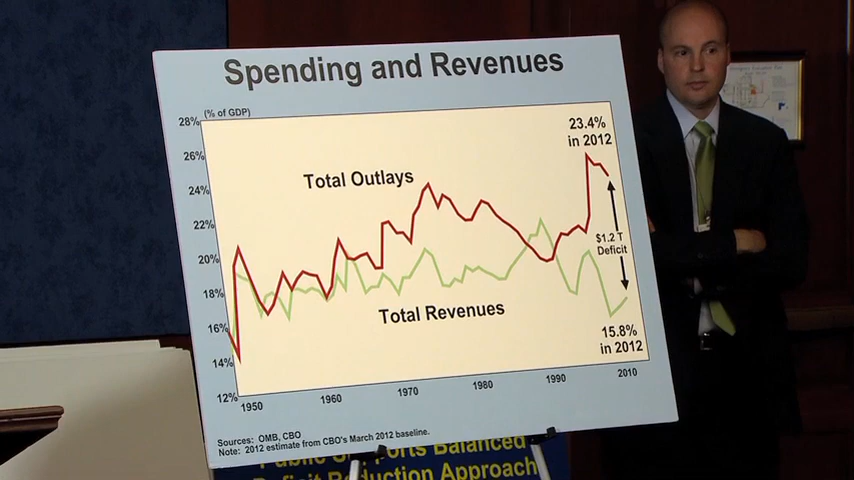 Spending and Revenues
(% of GDP)
28%
26%
24%
22%
20%
18%
16%
14%
12%
23.4%
in 2012
Total Outlays
$1.2 T
Deficit
Total Revenues
15.8%
in 2012
1950 1960 1970 1980 1990 2010
Sources: OMB, CBO
Note: 2012 estimate from CBO's March 2012 baseline.
Public Balanced
Reduction Approach